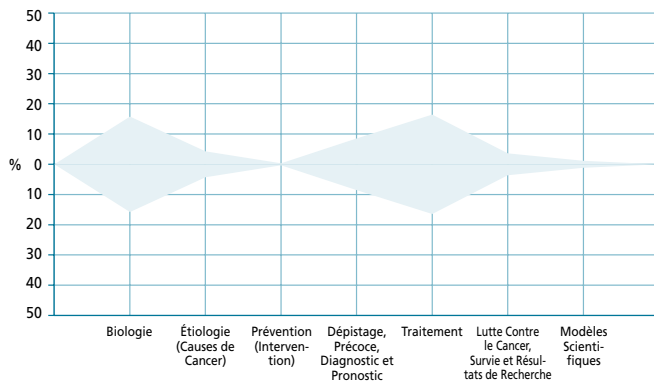 50
40
30
20
10
% 0
10
20
30
40
50
Biologie
Étiologie
(Causes de
Cancer)
Prévention
(Interven-
tion)
Dépistage,
Précoce,
Diagnostic et
Pronostic
Traitement
Lutte Contre
le Cancer,
Survie et Résul-
tats de Recherche
Modèles
Scienti-
fiques